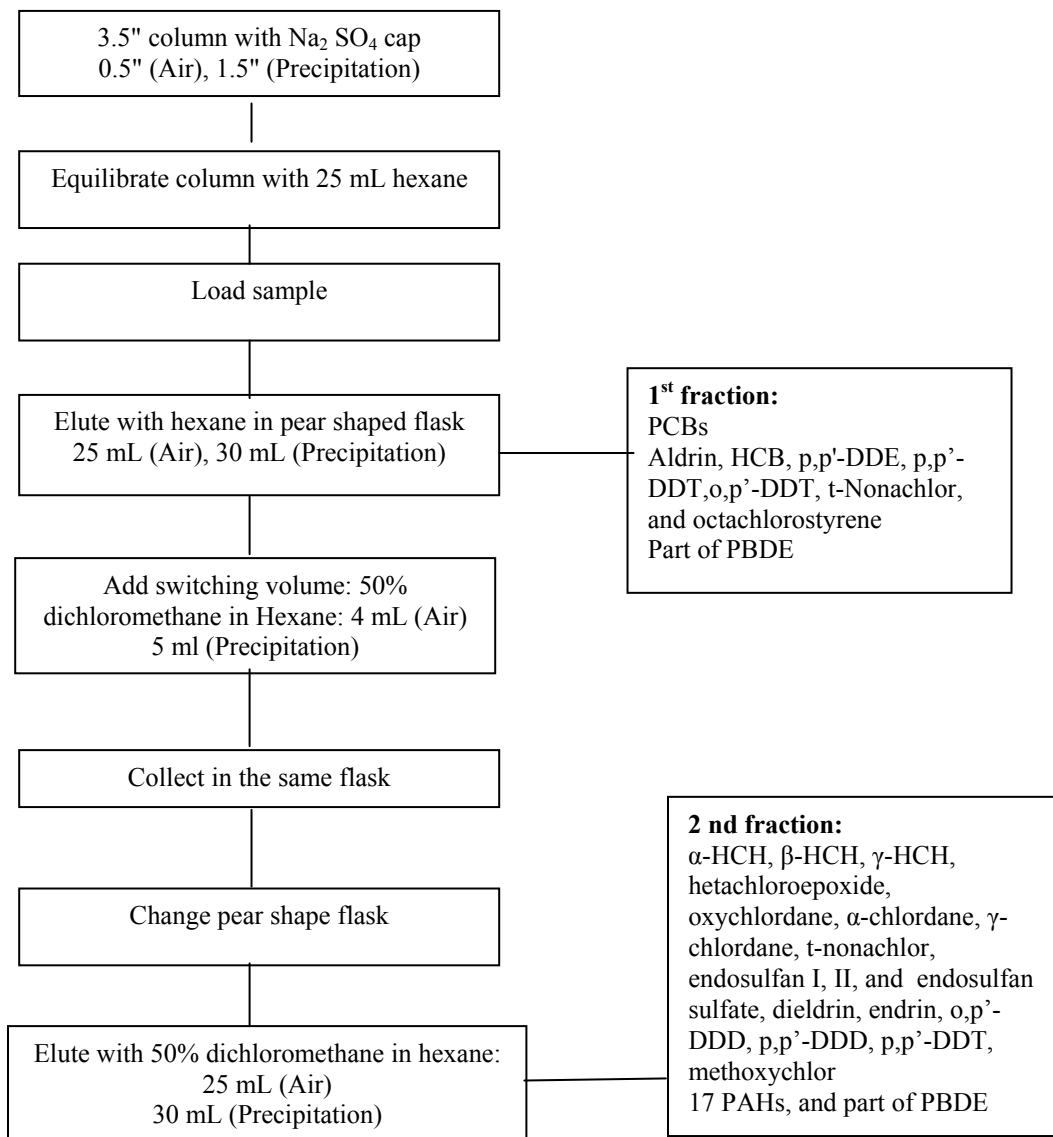 3.5" column with Na₂ SO₄ cap
0.5" (Air), 1.5" (Precipitation)
Equilibrate column with 25 mL hexane
Load sample
Elute with hexane in pear shaped flask
25 mL (Air), 30 mL (Precipitation)
1st fraction:
PCBs
Aldrin, HCB, p,p'-DDE, p,p’-
DDT,o,p’-DDT, t-Nonachlor,
and octachlorostyrene
Part of PBDE
Add switching volume: 50%
dichloromethane in Hexane: 4 mL (Air)
5 ml (Precipitation)
Collect in the same flask
Change pear shape flask
2 nd fraction:
α-HCH, β-HCH, γ-HCH,
hetachloroepoxide,
oxychlordane, α-chlordane, γ-
chlordane, t-nonachlor,
endosulfan I, II, and endosulfan
sulfate, dieldrin, endrin, o,p’-
DDD, p,p’-DDD, p,p’-DDT,
methoxychlor
17 PAHs, and part of PBDE
Elute with 50% dichloromethane in hexane:
25 mL (Air)
30 mL (Precipitation)